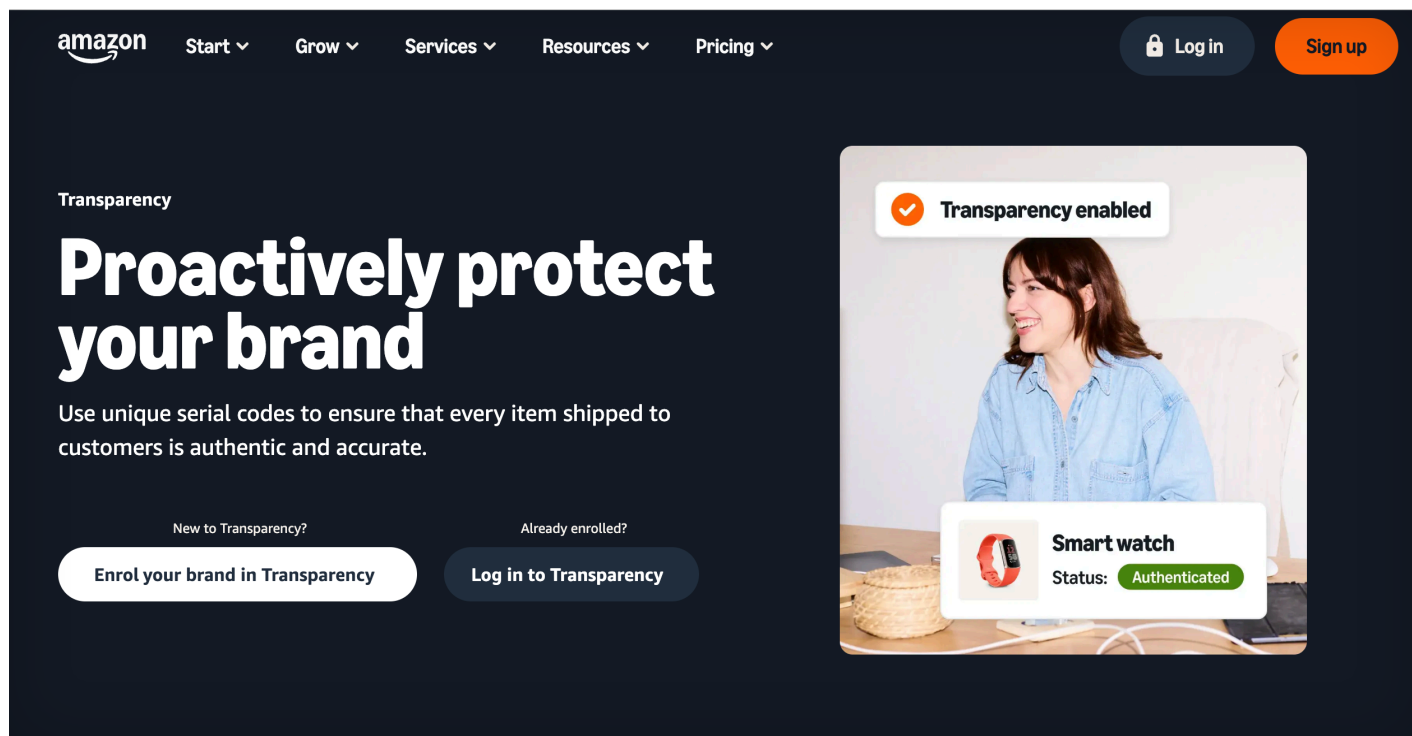 amazon
Start
Grow
Services
Resources
Pricing
Log in
Sign up
Transparency
Proactively protect
your brand
Use unique serial codes to ensure that every item shipped to
customers is authentic and accurate.
New to Transparency?
Already enrolled?
Enrol your brand in Transparency
Log in to Transparency
Transparency enabled
Smart watch
Status: Authenticated